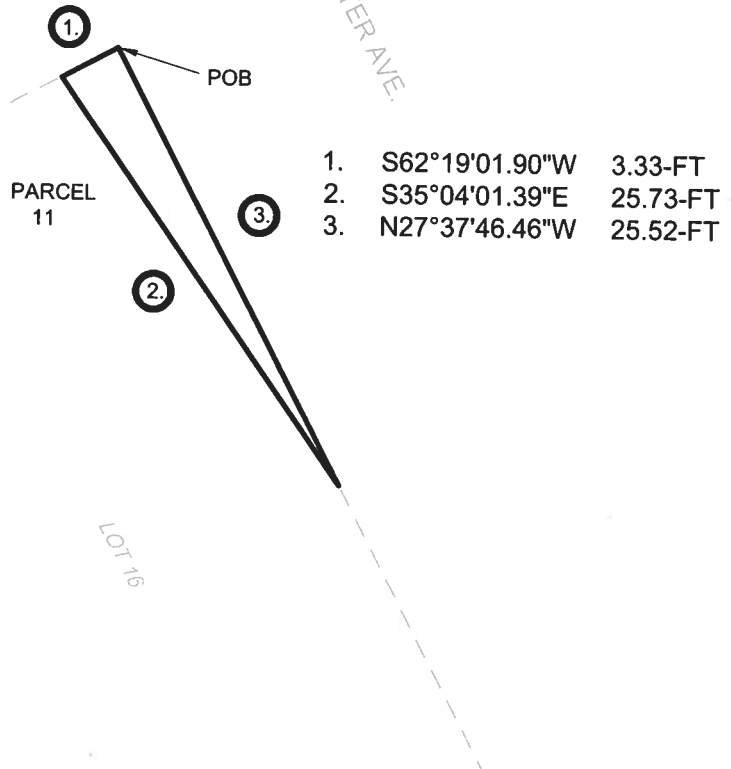 1.
TER AVE.
POB
PARCEL
11
1. S62°19'01.90"W 3.33-FT
2. S35°04'01.39"E 25.73-FT
3. N27°37'46.46"W 25.52-FT
3.
2.
LOT 16